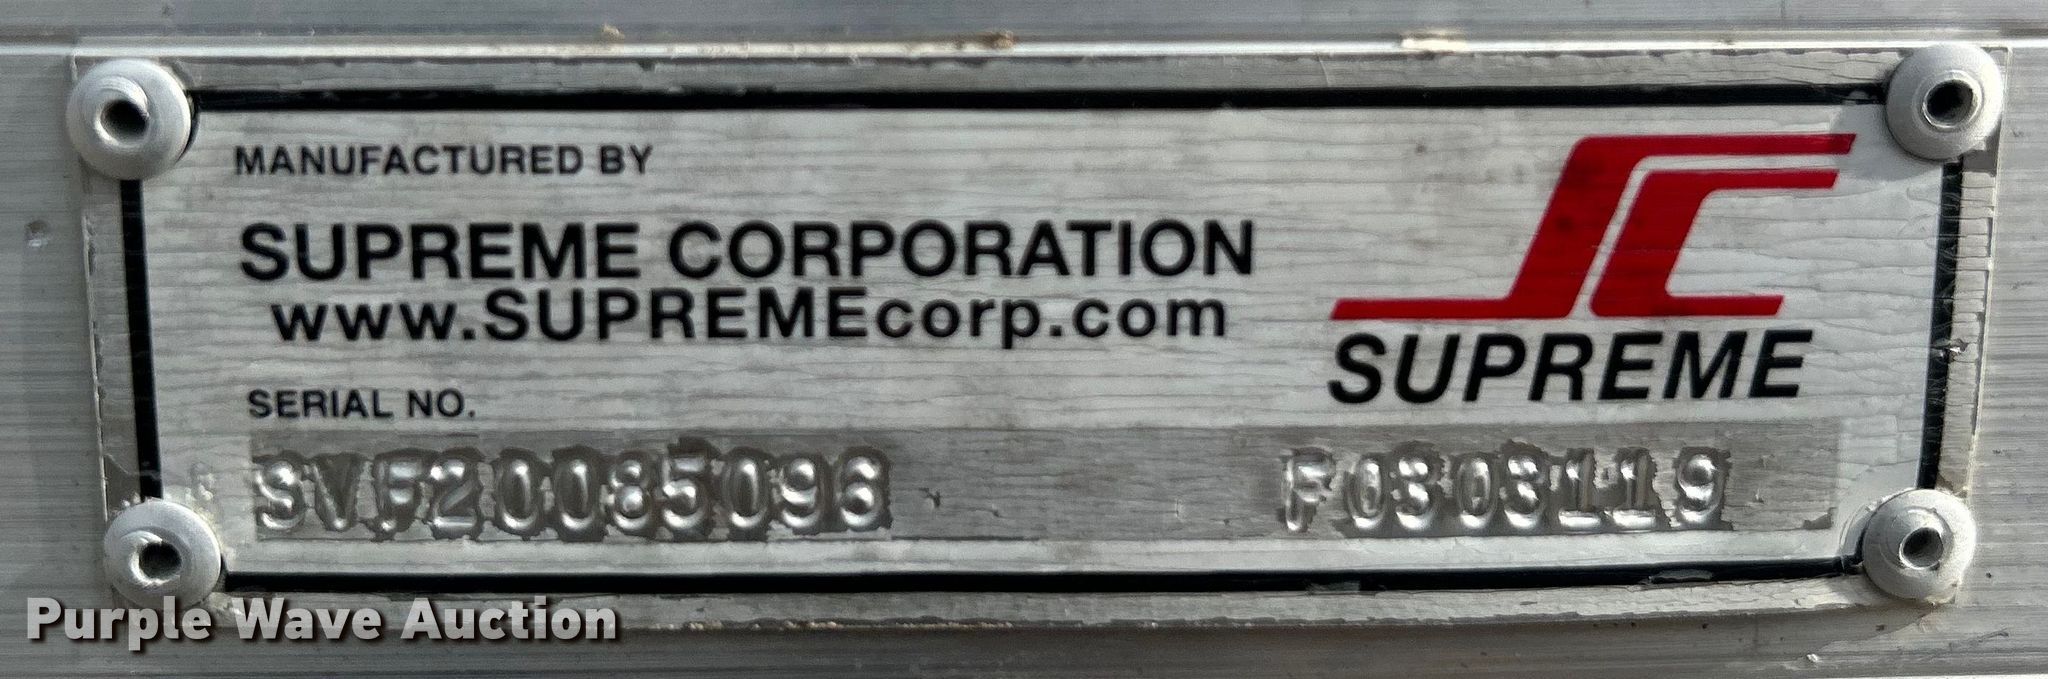 MANUFACTURED BY
SUPREME CORPORATION
www.SUPREMEcorp.com
SUPREME
SERIAL NO.
SVF20085096 F0303119
Purple Wave Auction